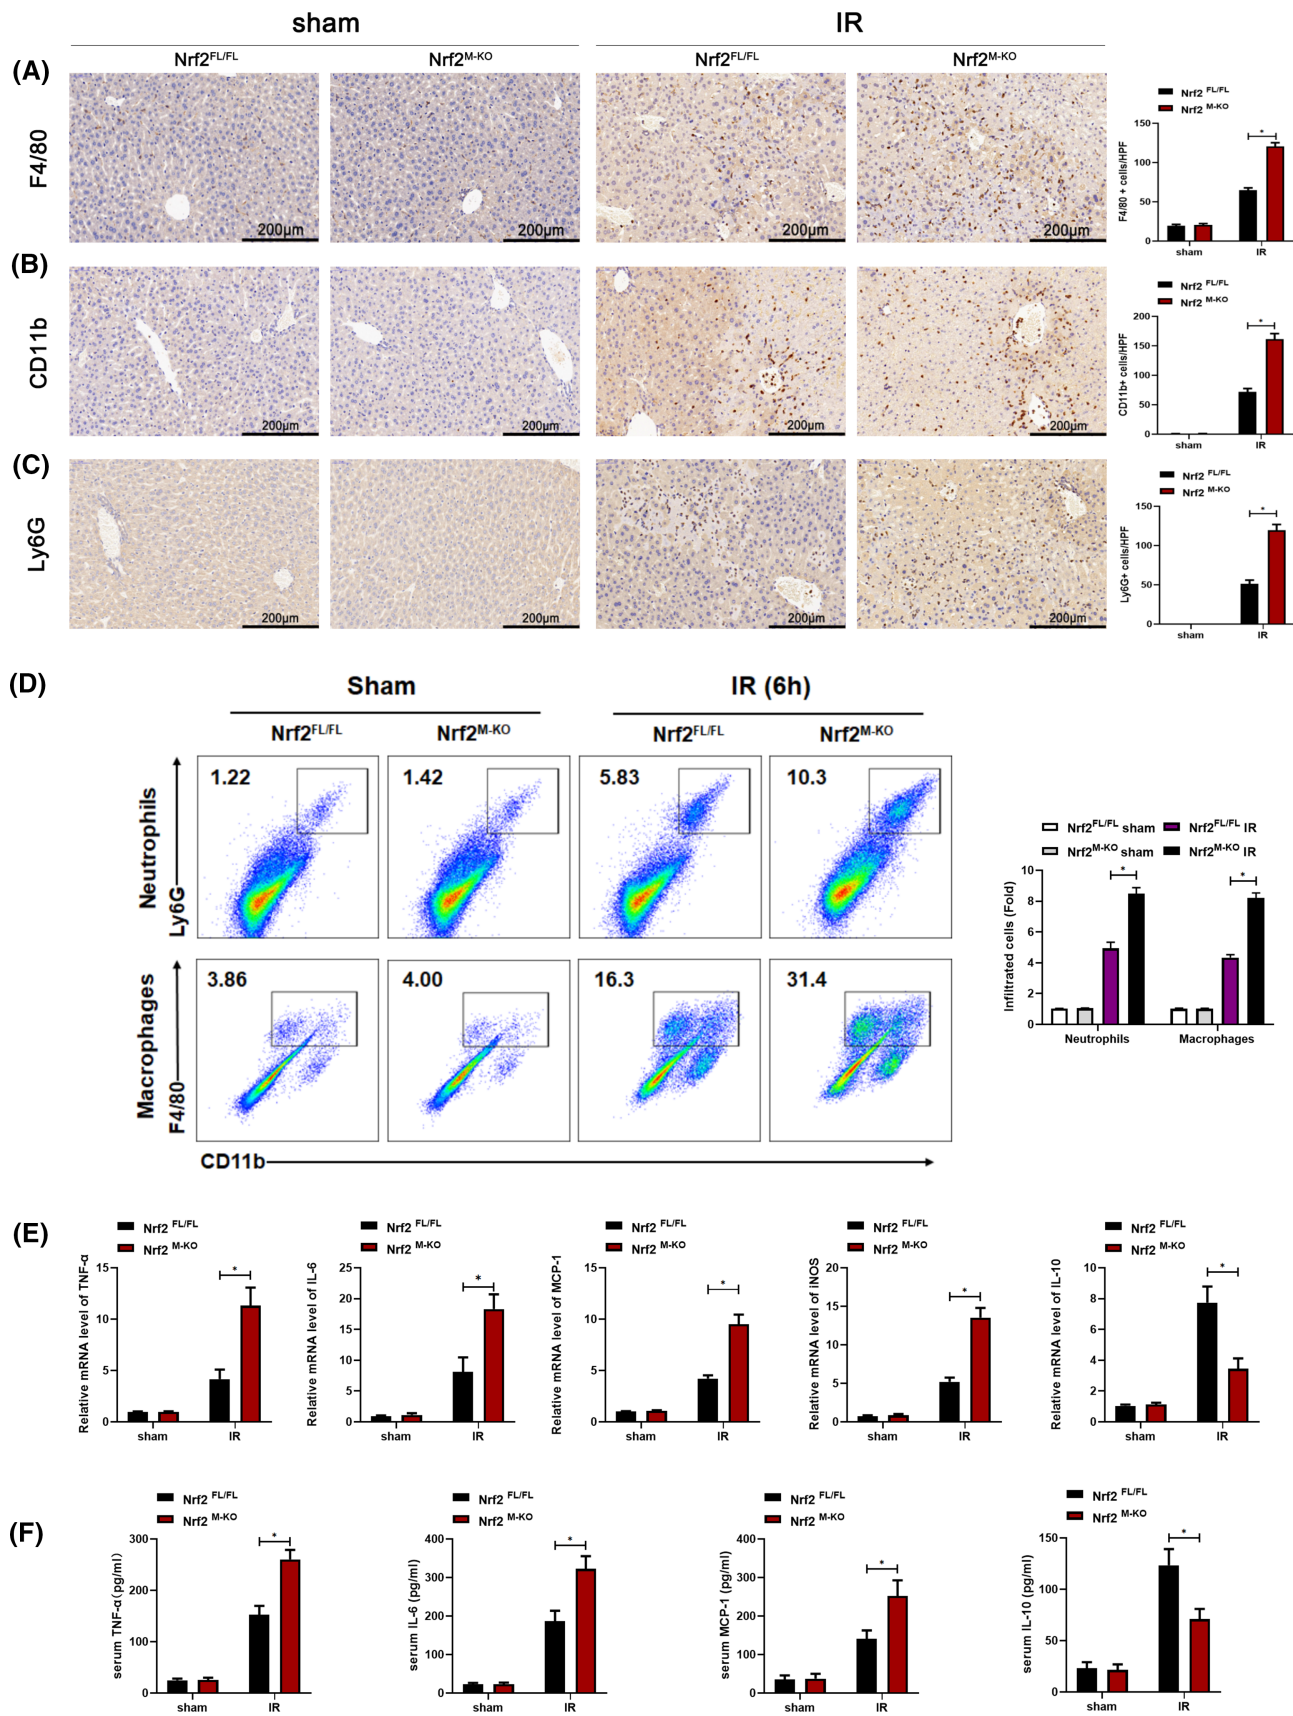 sham IR
Nrf2FL/FL Nrf2M-KO Nrf2FL/FL Nrf2M-KO
(A)
F4/80
200μm 200μm 200μm 200μm
Nrf2 FL/FL
Nrf2 M-KO
F4/80 + cells/HPF
150
100
50
0
*
sham IR
(B)
CD11b
200μm 200μm 200μm 200μm
Nrf2 FL/FL
Nrf2 M-KO
CD11b+ cells/HPF
200
150
100
50
0
*
sham IR
(C)
Ly6G
200μm 200μm 200μm 200μm
Nrf2 FL/FL
Nrf2 M-KO
Ly6G+ cells/HPF
150
100
50
0
*
sham IR
(D)
Sham IR (6h)
Nrf2FL/FL Nrf2M-KO Nrf2FL/FL Nrf2M-KO
Neutrophils
Ly6G
1.22 1.42 5.83 10.3
Macrophages
F4/80
3.86 4.00 16.3 31.4
CD11b
Nrf2FL/FL sham Nrf2FL/FL IR
Nrf2M-KO sham Nrf2M-KO IR
Infiltrated cells (Fold)
10
8
6
4
2
0
* *
Neutrophils Macrophages
(E)
Nrf2 FL/FL
Nrf2 M-KO
Relative mRNA level of TNF-α
15
10
5
0
*
sham IR
Nrf2 FL/FL
Nrf2 M-KO
Relative mRNA level of IL-6
25
20
15
10
5
0
*
sham IR
Nrf2 FL/FL
Nrf2 M-KO
Relative mRNA level of MCP-1
15
10
5
0
*
sham IR
Nrf2 FL/FL
Nrf2 M-KO
Relative mRNA level of iNOS
20
15
10
5
0
*
sham IR
Nrf2 FL/FL
Nrf2 M-KO
Relative mRNA level of IL-10
10
8
6
4
2
0
*
sham IR
(F)
Nrf2 FL/FL
Nrf2 M-KO
serum TNF-α(pg/ml)
300
200
100
0
*
sham IR
Nrf2 FL/FL
Nrf2 M-KO
serum IL-6 (pg/ml)
400
300
200
100
0
*
sham IR
Nrf2 FL/FL
Nrf2 M-KO
serum MCP-1 (pg/ml)
400
300
200
100
0
*
sham IR
Nrf2 FL/FL
Nrf2 M-KO
serum IL-10 (pg/ml)
150
100
50
0
*
sham IR